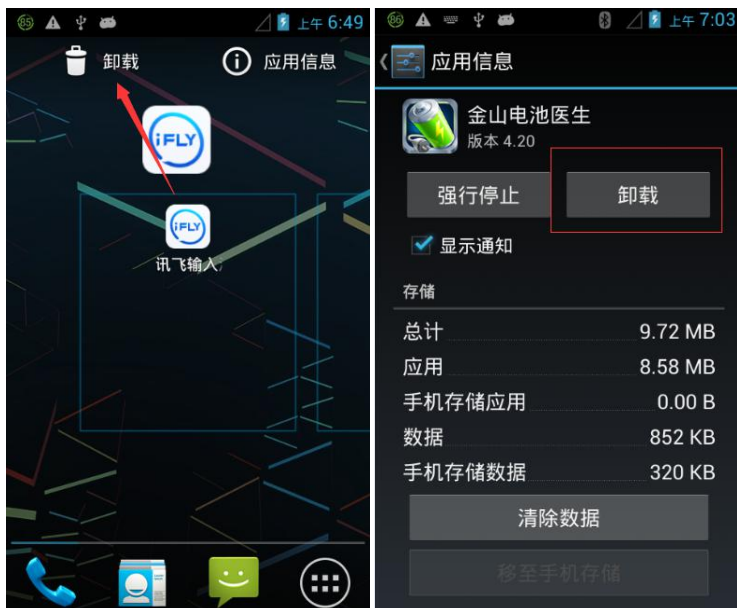 85
上午 6:49
卸载
应用信息
iFLY
iFLY
讯飞输入
86
上午 7:03
应用信息
金山电池医生
版本 4.20
强行停止
卸载
显示通知
存储
总计 9.72 MB
应用 8.58 MB
手机存储应用 0.00 B
数据 852 KB
手机存储数据 320 KB
清除数据
移至手机存储